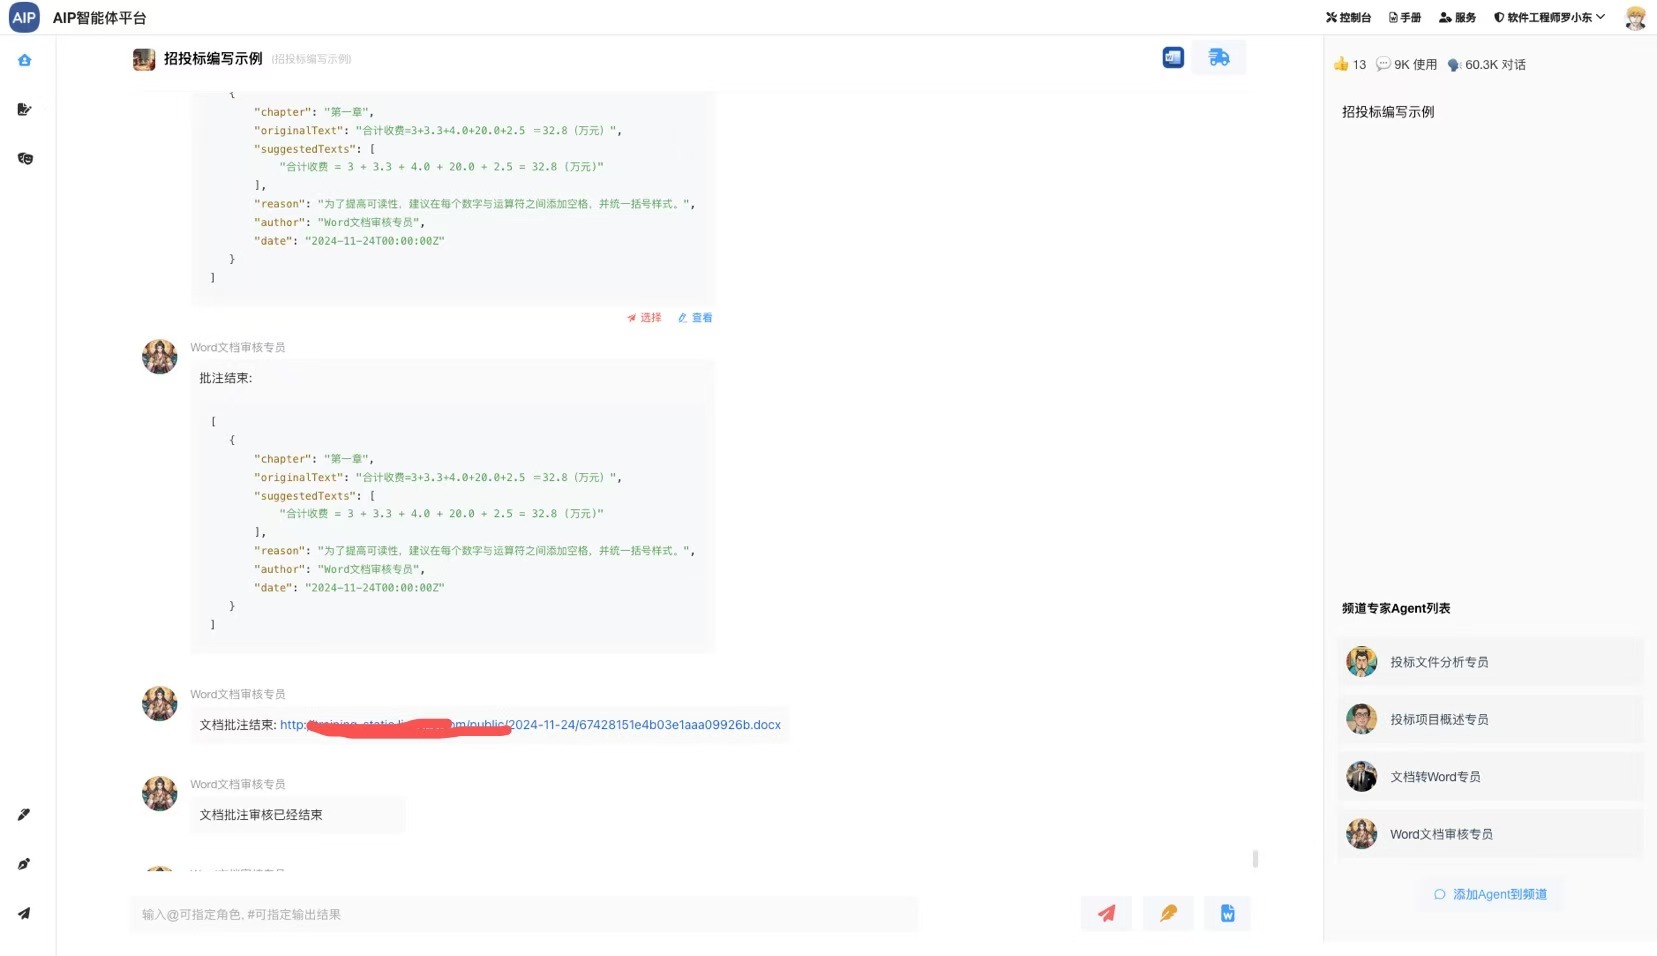 AIP
AIP智能体平台
控制台
手册
服务
软件工程师罗小东
招投标编写示例
(招投标编写示例)
{
"chapter": "第一章",
"originalText": "合计收费=3+3.3+4.0+20.0+2.5 =32.8（万元）",
"suggestedTexts": [
"合计收费 = 3 + 3.3 + 4.0 + 20.0 + 2.5 = 32.8 (万元)"
],
"reason": "为了提高可读性，建议在每个数字与运算符之间添加空格，并统一括号样式。",
"author": "Word文档审核专员",
"date": "2024-11-24T00:00:00Z"
}
]
选择
查看
Word文档审核专员
批注结束:
[
{
"chapter": "第一章",
"originalText": "合计收费=3+3.3+4.0+20.0+2.5 =32.8（万元）",
"suggestedTexts": [
"合计收费 = 3 + 3.3 + 4.0 + 20.0 + 2.5 = 32.8 (万元)"
],
"reason": "为了提高可读性，建议在每个数字与运算符之间添加空格，并统一括号样式。",
"author": "Word文档审核专员",
"date": "2024-11-24T00:00:00Z"
}
]
Word文档审核专员
文档批注结束: http:/ /2024-11-24/67428151e4b03e1aaa09926b.docx
Word文档审核专员
文档批注审核已经结束
输入@可指定角色, #可指定输出结果
13
9K 使用
60.3K 对话
招投标编写示例
频道专家Agent列表
投标文件分析专员
投标项目概述专员
文档转Word专员
Word文档审核专员
添加Agent到频道